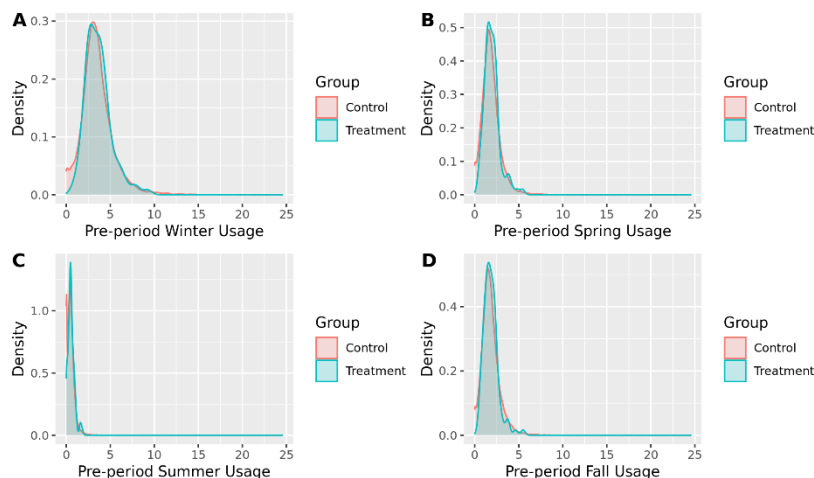 A
Density
0.3
0.2
0.1
0.0
0 5 10 15 20 25
Pre-period Winter Usage
Group
Control
Treatment
B
Density
0.5
0.4
0.3
0.2
0.1
0.0
0 5 10 15 20 25
Pre-period Spring Usage
Group
Control
Treatment
C
Density
1.0
0.5
0.0
0 5 10 15 20 25
Pre-period Summer Usage
Group
Control
Treatment
D
Density
0.4
0.2
0.0
0 5 10 15 20 25
Pre-period Fall Usage
Group
Control
Treatment